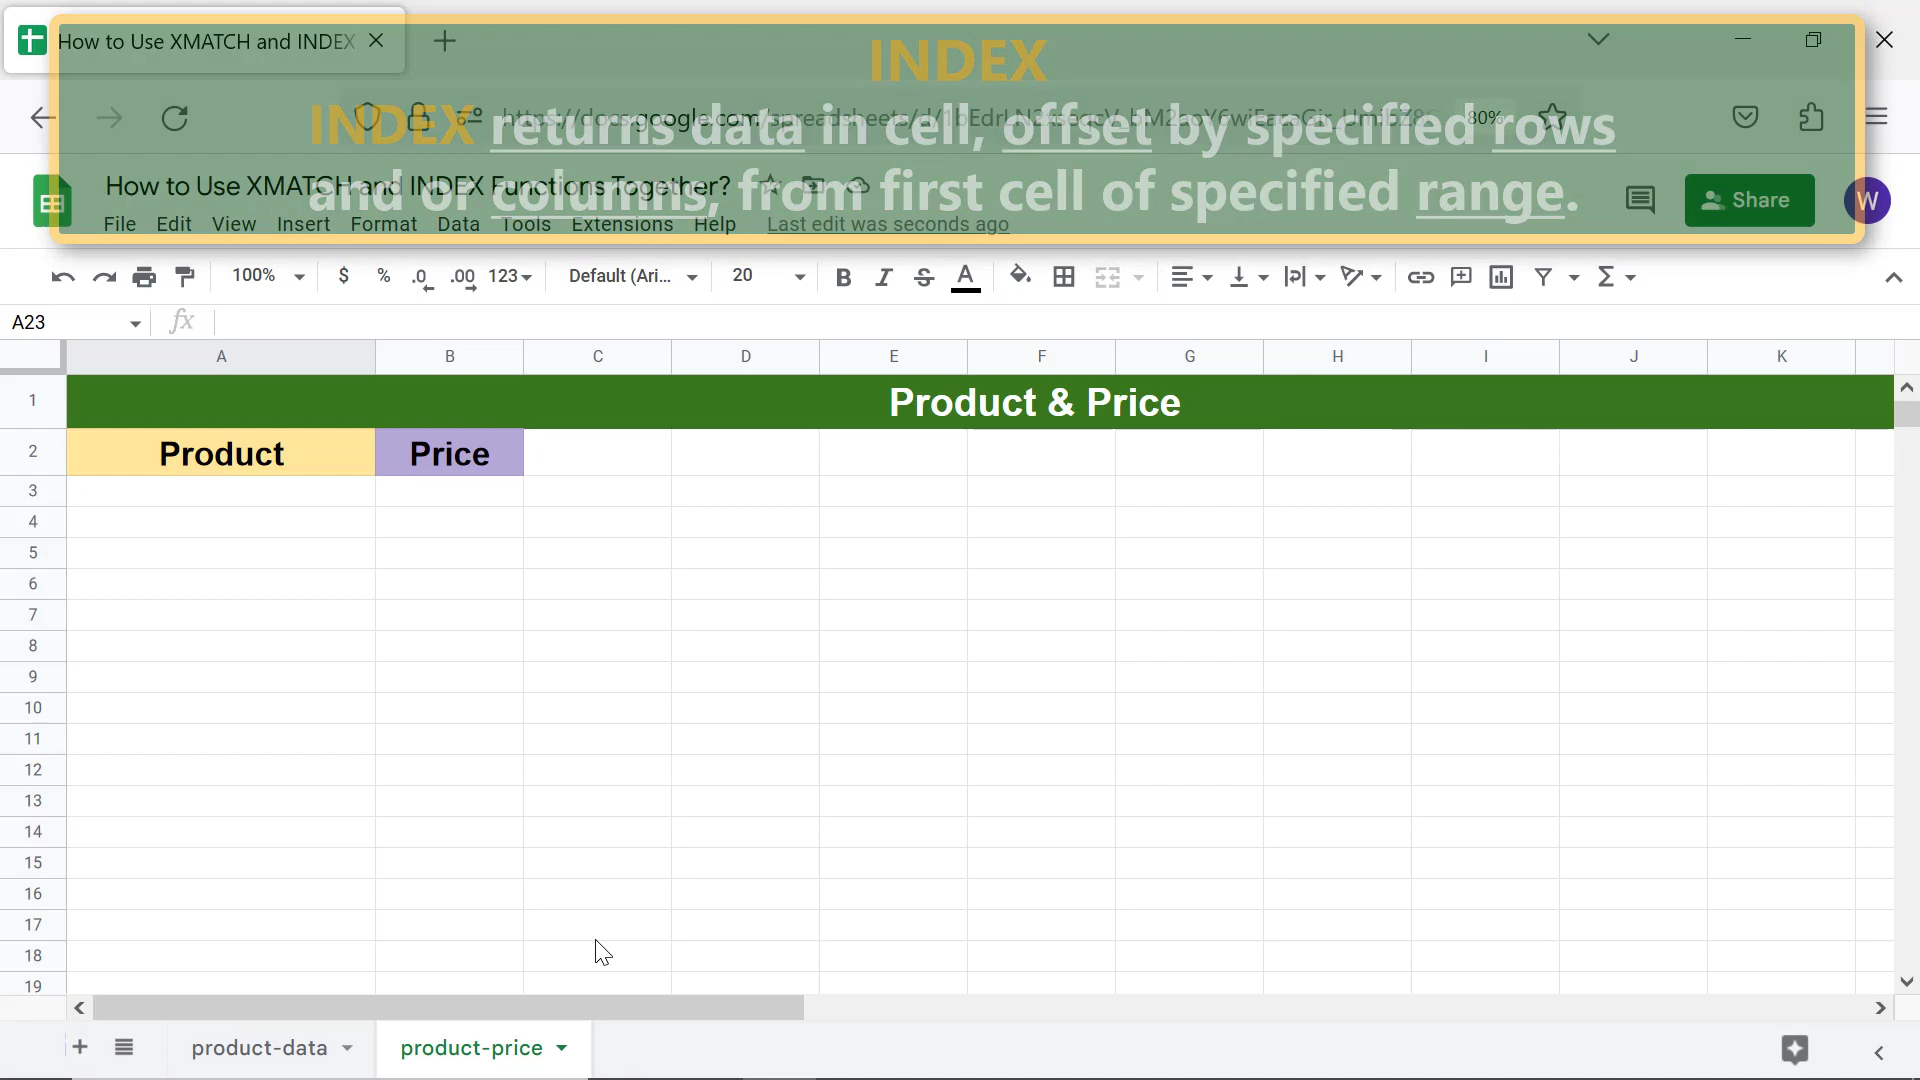 How to Use XMATCH and INDEX
INDEX
INDEX returns data in cell, offset by specified rows
and or columns, from first cell of specified range.
80%
How to Use XMATCH and INDEX Functions Together?
Share
W
File Edit View Insert Format Data Tools Extensions Help Last edit was seconds ago
100% $ % .0 .00 123 Default (Ari... 20 B I S A
A23 fx
A B C D E F G H I J K
1 Product & Price
2 Product Price
3
4
5
6
7
8
9
10
11
12
13
14
15
16
17
18
19
product-data product-price